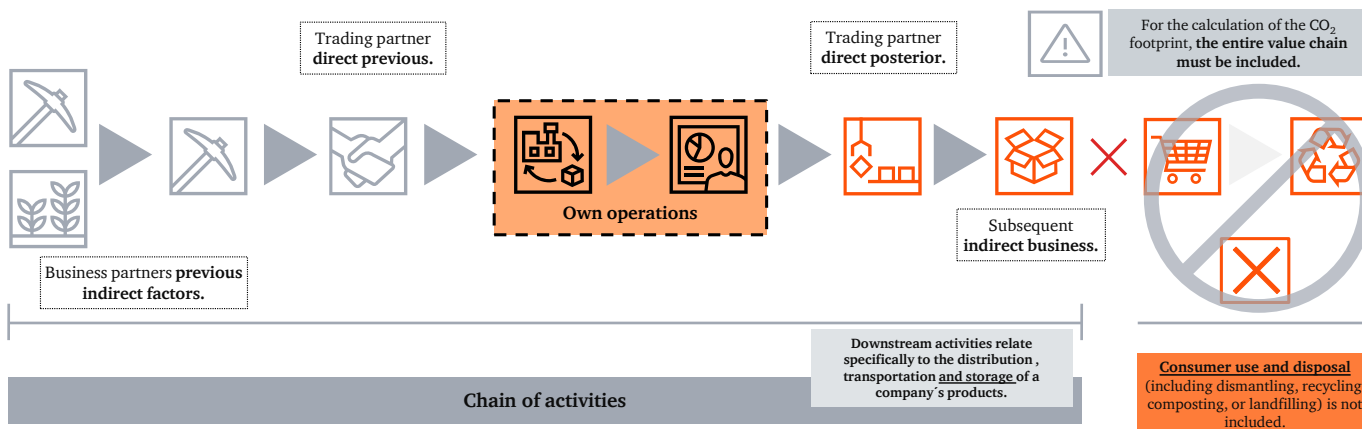 Trading partner
direct previous.
Trading partner
direct posterior.
For the calculation of the CO₂
footprint, the entire value chain
must be included.
Own operations
Business partners previous
indirect factors.
Subsequent
indirect business.
Downstream activities relate
specifically to the distribution ,
transportation and storage of a
company´s products.
Chain of activities
Consumer use and disposal
(including dismantling, recycling,
composting, or landfilling) is not
included.